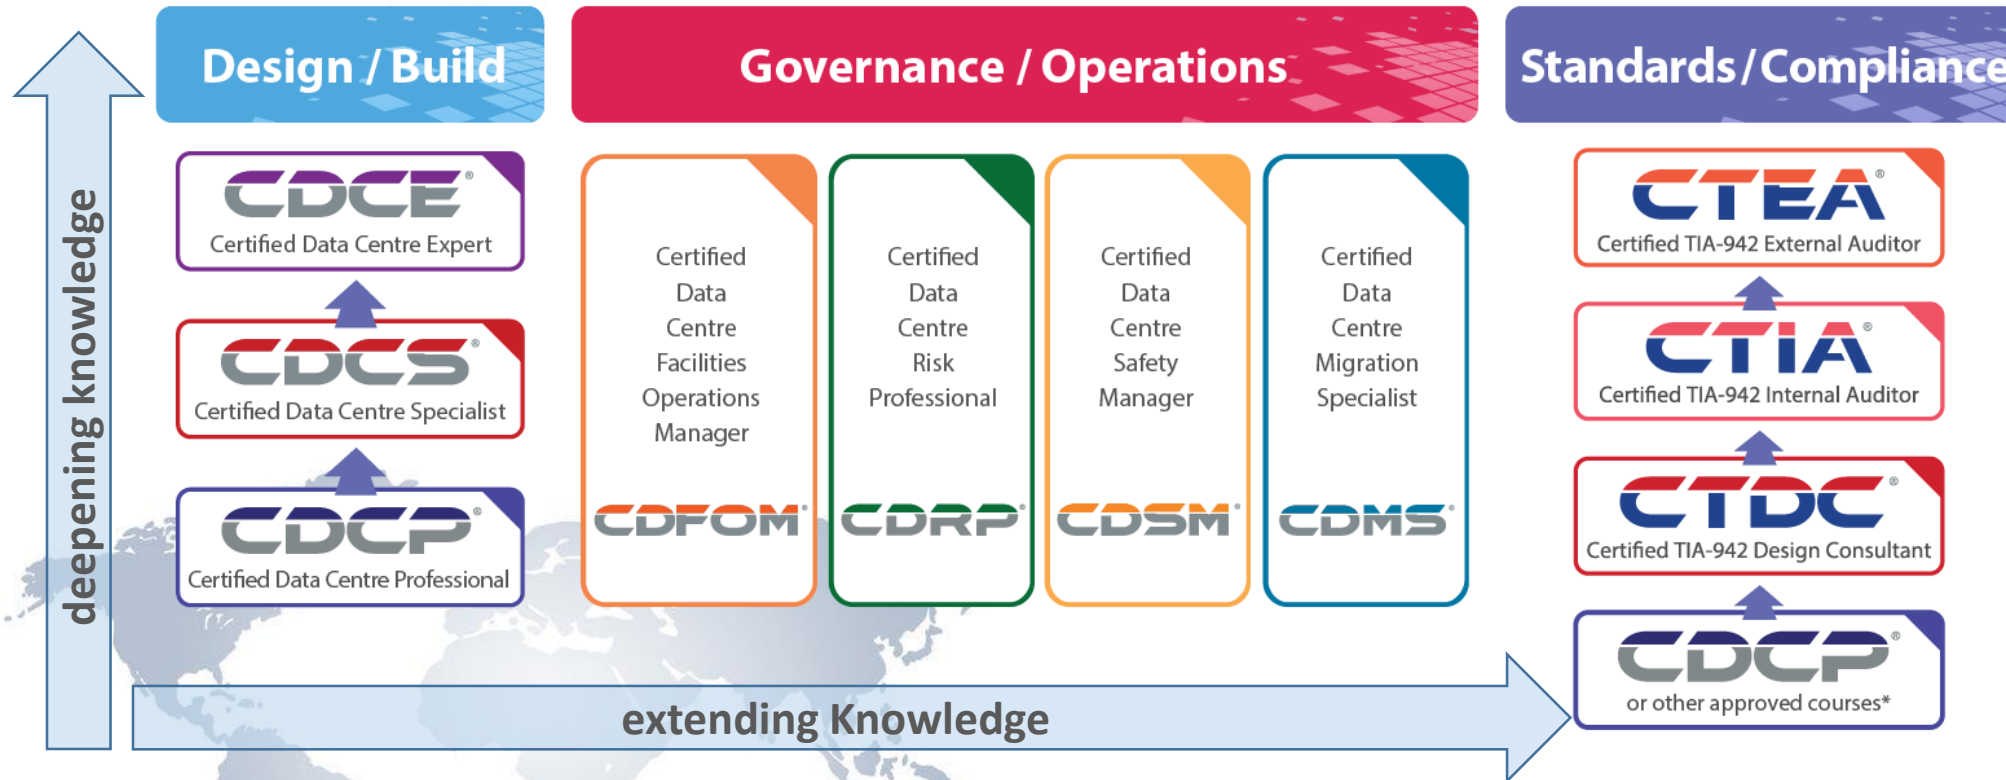 Design / Build
Governance / Operations
Standards/Compliance
deepening knowledge
CDCE®
Certified Data Centre Expert
CDCS®
Certified Data Centre Specialist
CDCP®
Certified Data Centre Professional
Certified
Data
Centre
Facilities
Operations
Manager
CDFOM®
Certified
Data
Centre
Risk
Professional
CDRP®
Certified
Data
Centre
Safety
Manager
CDSM®
Certified
Data
Centre
Migration
Specialist
CDMS®
CTEA®
Certified TIA-942 External Auditor
CTIA®
Certified TIA-942 Internal Auditor
CTDC®
Certified TIA-942 Design Consultant
CDCP®
or other approved courses*
extending Knowledge